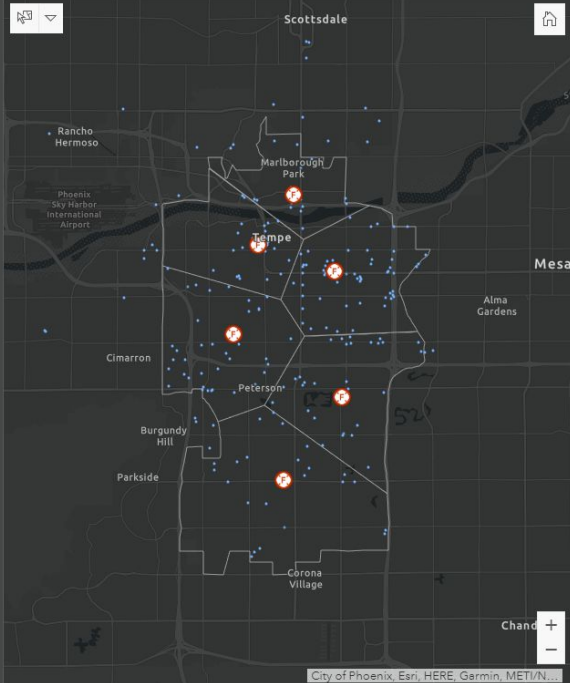 Scottsdale
Rancho
Hermoso
Marlborough
Park
Phoenix
Sky Harbor
International
Airport
F
Tempe
F
F
Mesa
Alma
Gardens
F
Cimarron
Peterson
F
Burgundy
Hill
Parkside
F
Corona
Village
Chand
+
−
City of Phoenix, Esri, HERE, Garmin, METI/N...